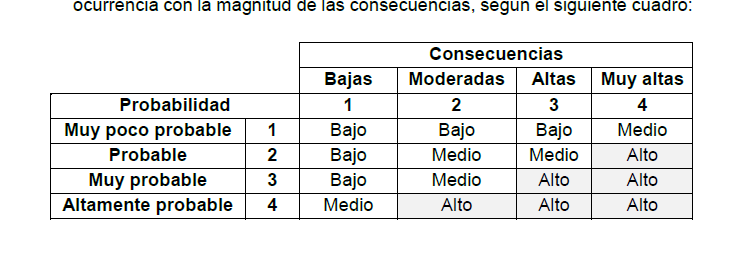 ocurrencia con la magnitud de las consecuencias, según el siguiente cuadro:
Consecuencias
Bajas Moderadas Altas Muy altas
Probabilidad 1 2 3 4
Muy poco probable 1 Bajo Bajo Bajo Medio
Probable 2 Bajo Medio Medio Alto
Muy probable 3 Bajo Medio Alto Alto
Altamente probable 4 Medio Alto Alto Alto